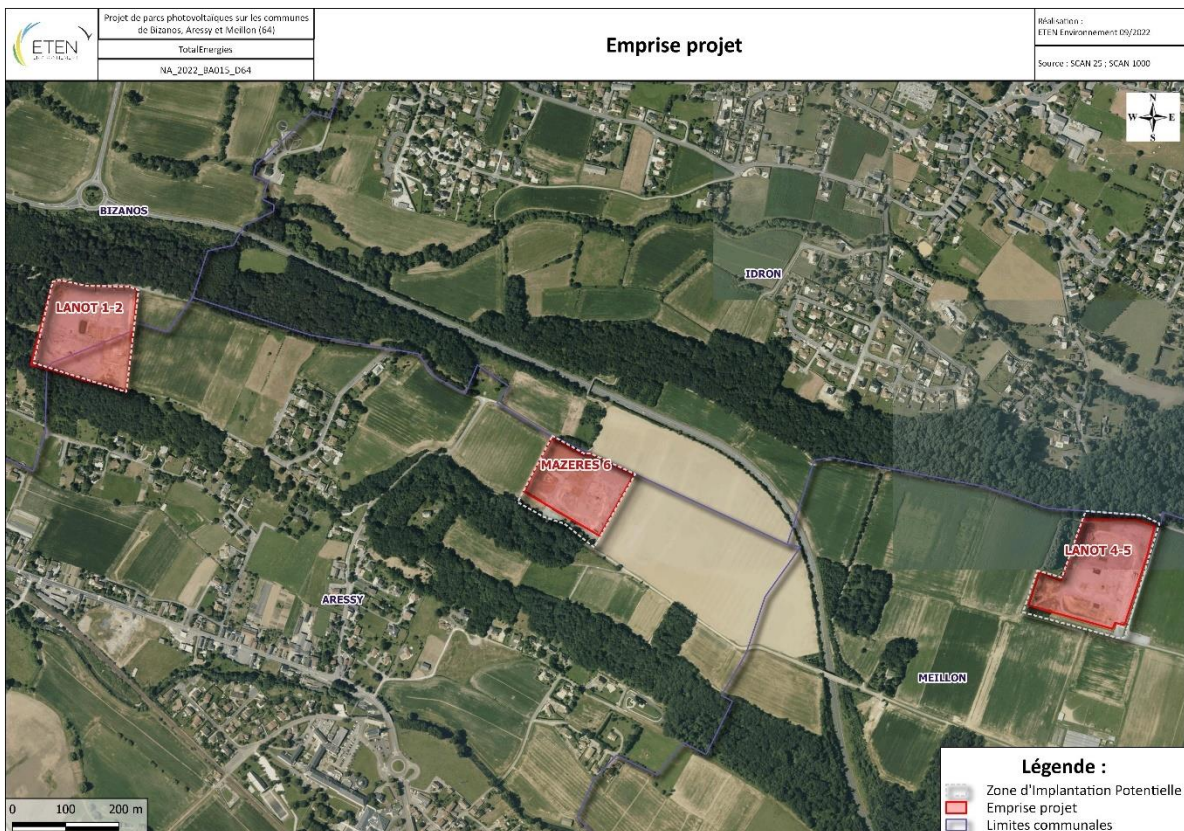 ETEN
Projet de parcs photovoltaïques sur les communes
de Bizanos, Aressy et Meillon (64)
TotalEnergies
NA_2022_BA015_D64
Emprise projet
Réalisation :
ETEN Environnement 09/2022
Source : SCAN 25 ; SCAN 1000
N
W E
S
BIZANOS
IDRON
LANOT 1-2
MAZERES 6
LANOT 4-5
ARESSY
MEILLON
0 100 200 m
Légende :
Zone d'Implantation Potentielle
Emprise projet
Limites communales